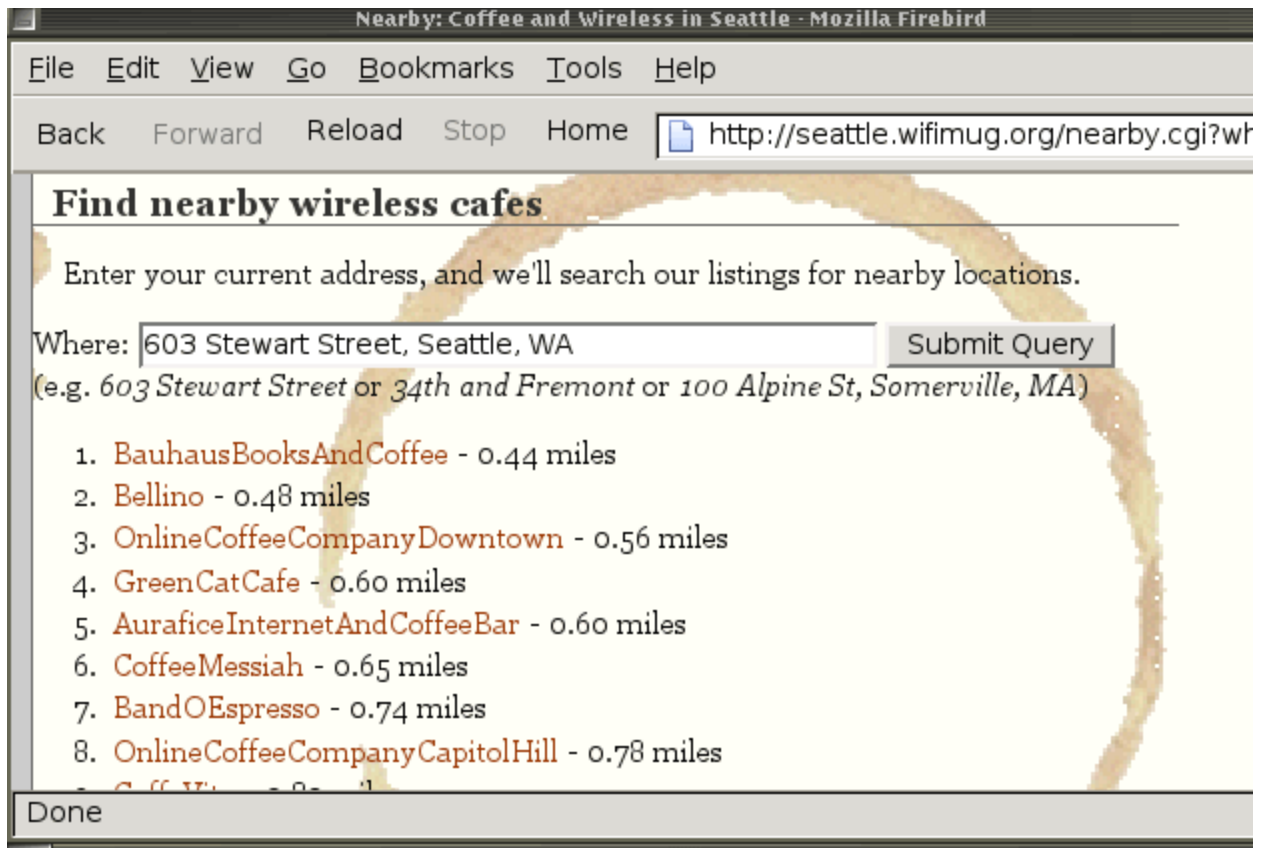 Nearby: Coffee and Wireless in Seattle - Mozilla Firebird
File Edit View Go Bookmarks Tools Help
Back Forward Reload Stop Home http://seattle.wifimug.org/nearby.cgi?wh
Find nearby wireless cafes
Enter your current address, and we'll search our listings for nearby locations.
Where: 603 Stewart Street, Seattle, WA Submit Query
(e.g. 603 Stewart Street or 34th and Fremont or 100 Alpine St, Somerville, MA)
1. BauhausBooksAndCoffee - 0.44 miles
2. Bellino - 0.48 miles
3. OnlineCoffeeCompanyDowntown - 0.56 miles
4. GreenCatCafe - 0.60 miles
5. AuraficeInternetAndCoffeeBar - 0.60 miles
6. CoffeeMessiah - 0.65 miles
7. BandOEspresso - 0.74 miles
8. OnlineCoffeeCompanyCapitolHill - 0.78 miles
Done